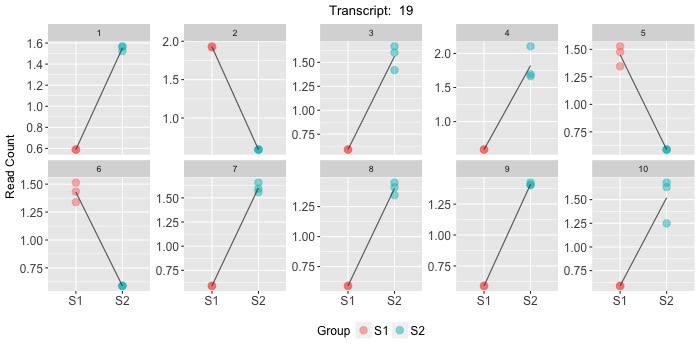 Transcript: 19
1 2 3 4 5
1.6 2.0 1.50 2.0 1.50
1.4 1.5 1.25 1.5 1.25
1.2 1.0 1.00 1.0 1.00
1.0 0.75 0.75
0.8
0.6
Read Count
6 7 8 9 10
1.50 1.50 1.25 1.25 1.50
1.25 1.25 1.00 1.00 1.25
1.00 1.00 0.75 0.75 1.00
0.75 0.75 0.75
S1 S2 S1 S2 S1 S2 S1 S2 S1 S2
Group S1 S2